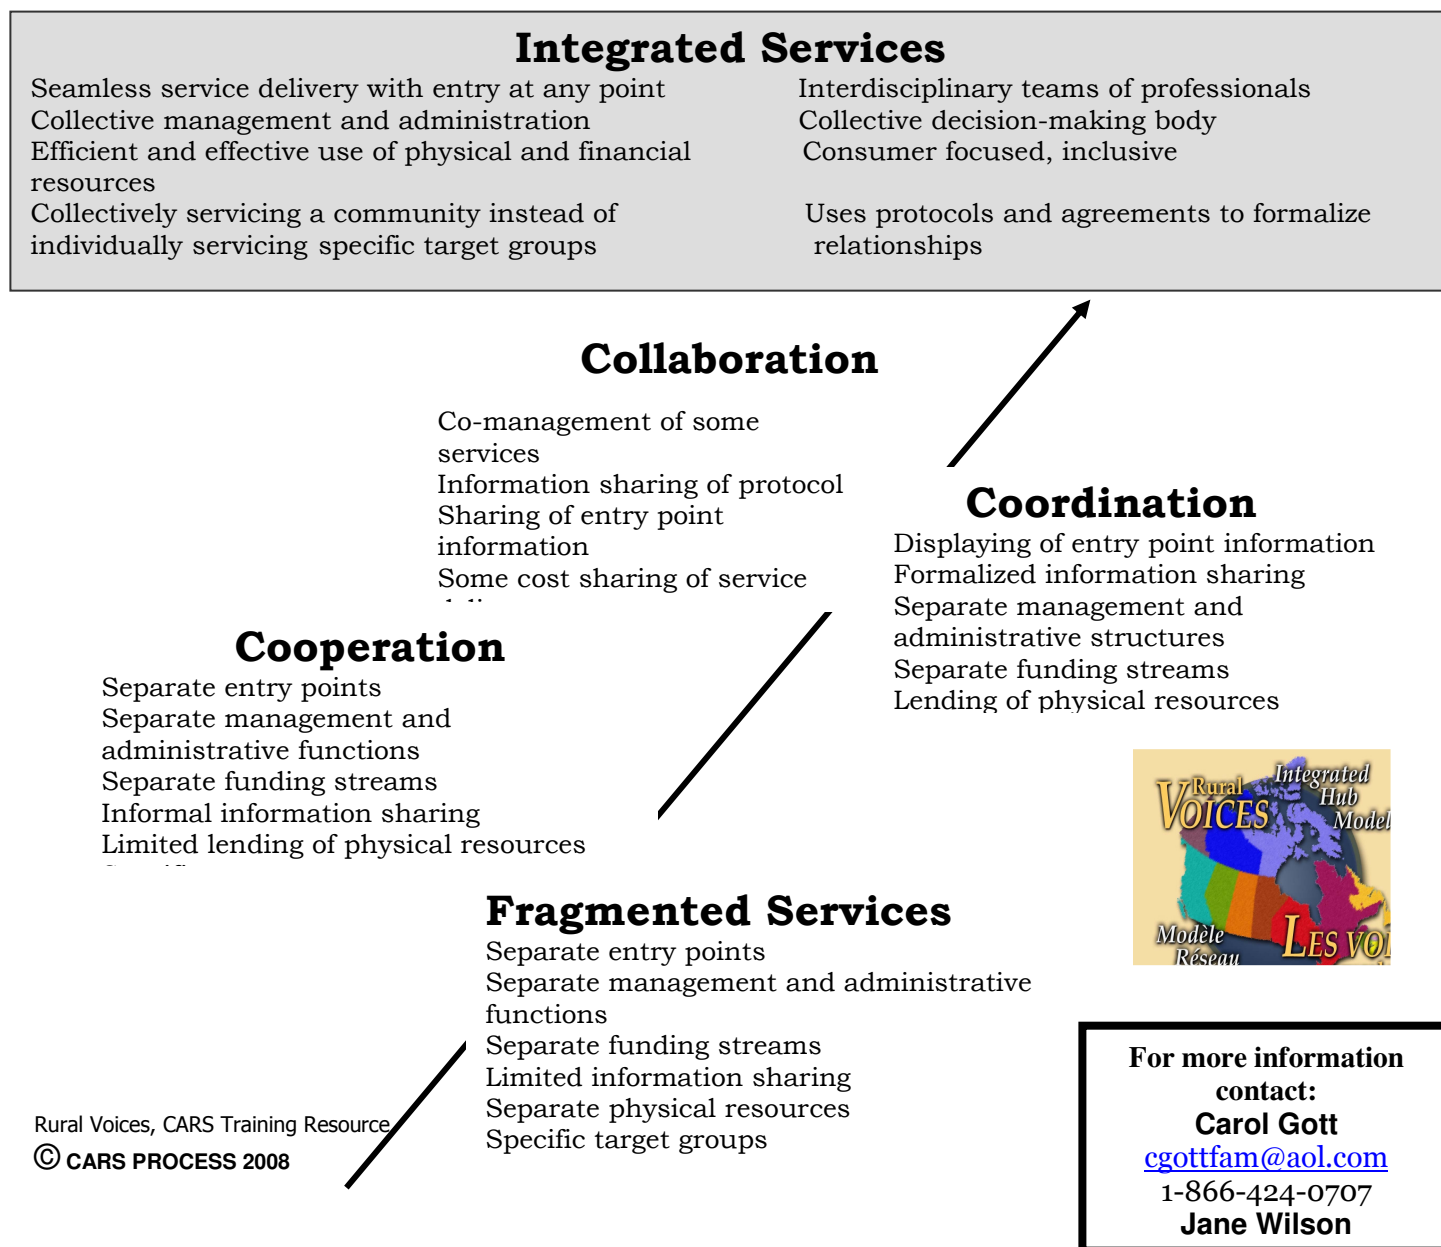 Integrated Services
Seamless service delivery with entry at any point
Collective management and administration
Efficient and effective use of physical and financial
resources
Collectively servicing a community instead of
individually servicing specific target groups
Interdisciplinary teams of professionals
Collective decision-making body
Consumer focused, inclusive
Uses protocols and agreements to formalize
relationships
Collaboration
Co-management of some
services
Information sharing of protocol
Sharing of entry point
information
Some cost sharing of service
Coordination
Displaying of entry point information
Formalized information sharing
Separate management and
administrative structures
Separate funding streams
Lending of physical resources
Cooperation
Separate entry points
Separate management and
administrative functions
Separate funding streams
Informal information sharing
Limited lending of physical resources
Rural
VOICES
Integrated
Hub
Model
Modèle
Réseau
LES VOI
Fragmented Services
Separate entry points
Separate management and administrative
functions
Separate funding streams
Limited information sharing
Separate physical resources
Specific target groups
Rural Voices, CARS Training Resource
© CARS PROCESS 2008
For more information
contact:
Carol Gott
cgottfam@aol.com
1-866-424-0707
Jane Wilson